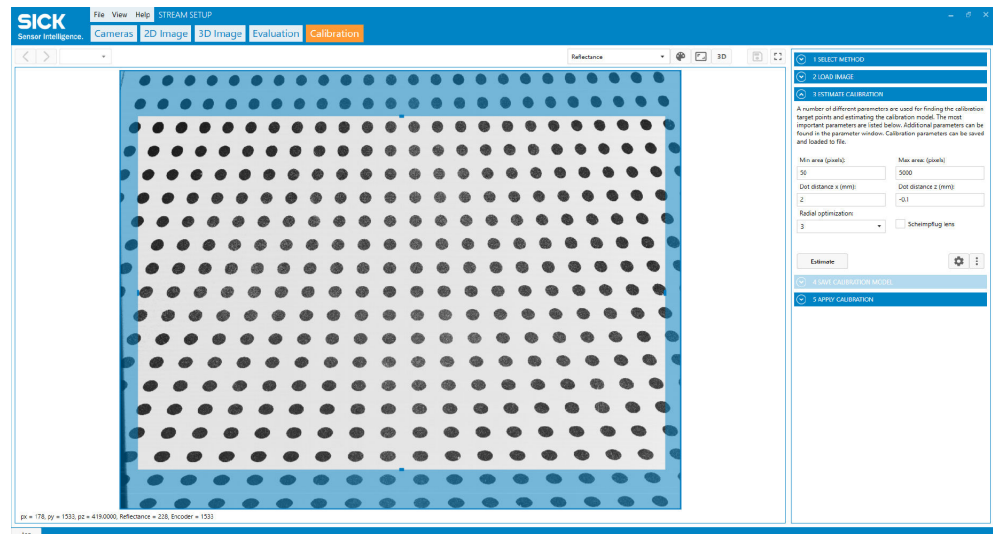 SICK
Sensor Intelligence.
File View Help STREAM SETUP
Cameras 2D Image 3D Image Evaluation Calibration
Reflectance
3D
1 SELECT METHOD
2 LOAD IMAGE
3 ESTIMATE CALIBRATION
A number of different parameters are used for finding the calibration
target points and estimating the calibration model. The most
important parameters are listed below. Additional parameters can be
found in the parameter window. Calibration parameters can be saved
and loaded to file.
Min area (pixels): Max area: (pixels)
50 5000
Dot distance x (mm): Dot distance z (mm):
2 -0.1
Radial optimization:
3 Scheimpflug lens
Estimate
4 SAVE CALIBRATION MODEL
5 APPLY CALIBRATION
px = 178, py = 1533, pz = 419.0000, Reflectance = 228, Encoder = 1533